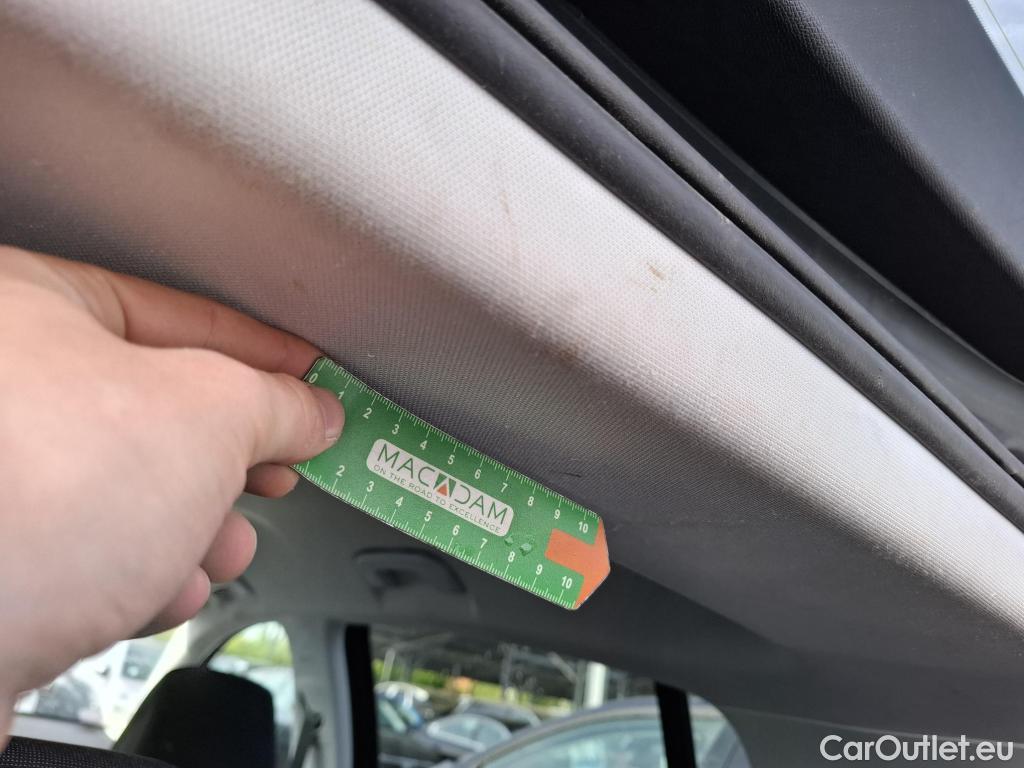 0 1 2 3 4 5 6 7 8 9 10
MACADAM
ON THE ROAD TO EXCELLENCE
2 3 4 5 6 7 8 9 10
CarOutlet.eu